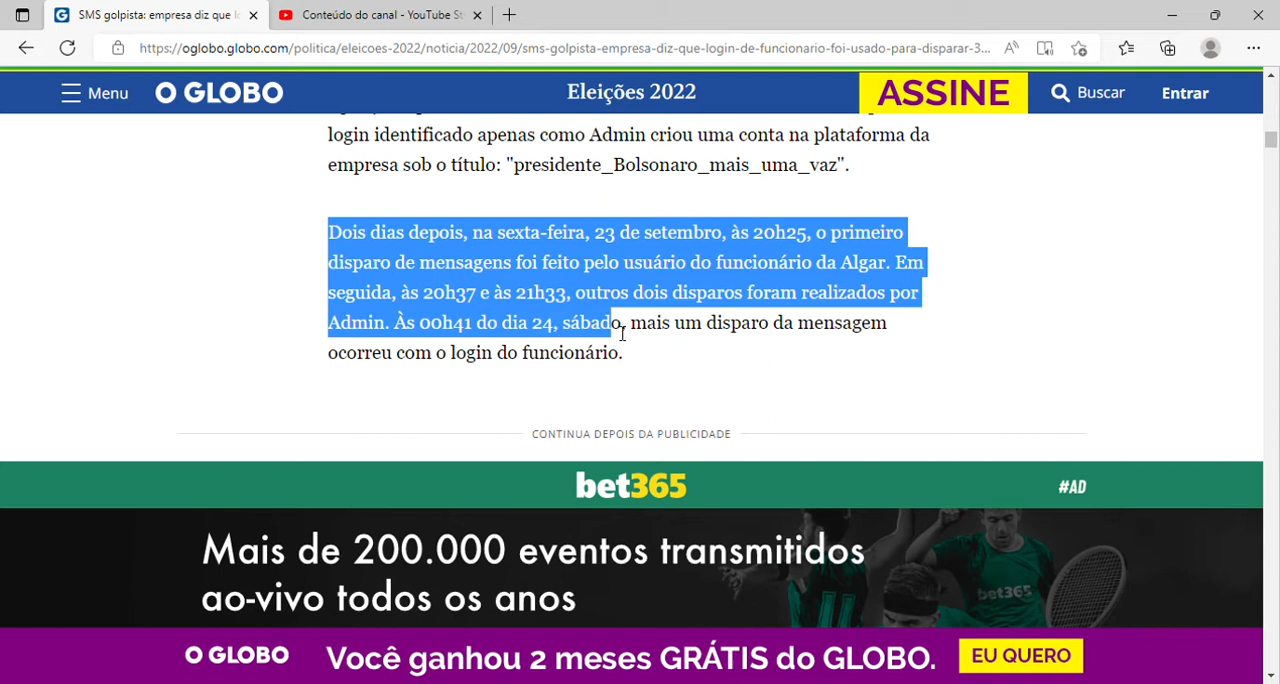 SMS golpista: empresa diz que l
Conteúdo do canal - YouTube St
https://oglobo.globo.com/politica/eleicoes-2022/noticia/2022/09/sms-golpista-empresa-diz-que-login-de-funcionario-foi-usado-para-disparar-3...
Menu O GLOBO Eleições 2022 ASSINE Buscar Entrar
login identificado apenas como Admin criou uma conta na plataforma da
empresa sob o título: "presidente_Bolsonaro_mais_uma_vaz".
Dois dias depois, na sexta-feira, 23 de setembro, às 20h25, o primeiro
disparo de mensagens foi feito pelo usuário do funcionário da Algar. Em
seguida, às 20h37 e às 21h33, outros dois disparos foram realizados por
Admin. Às 00h41 do dia 24, sábado, mais um disparo da mensagem
ocorreu com o login do funcionário.
CONTINUA DEPOIS DA PUBLICIDADE
bet365 #AD
Mais de 200.000 eventos transmitidos
ao-vivo todos os anos
bet365
O GLOBO Você ganhou 2 meses GRÁTIS do GLOBO. EU QUERO